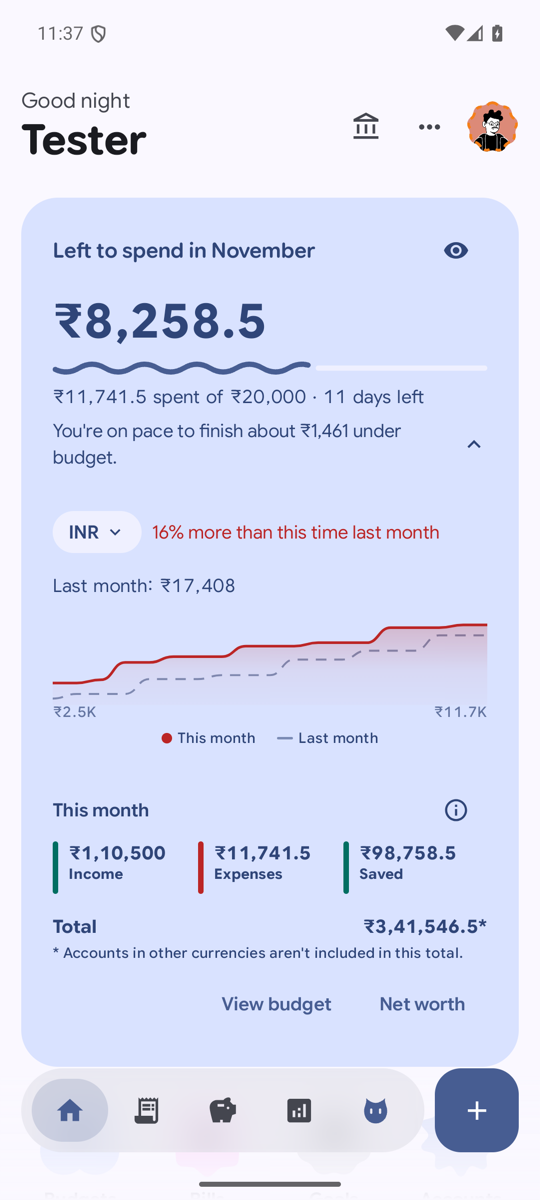 11:37
Good night
Tester
Left to spend in November
₹8,258.5
₹11,741.5 spent of ₹20,000 · 11 days left
You're on pace to finish about ₹1,461 under
budget.
INR
16% more than this time last month
Last month: ₹17,408
₹2.5K
₹11.7K
This month
Last month
This month
₹1,10,500
₹11,741.5
₹98,758.5
Income
Expenses
Saved
Total
₹3,41,546.5*
* Accounts in other currencies aren't included in this total.
View budget
Net worth